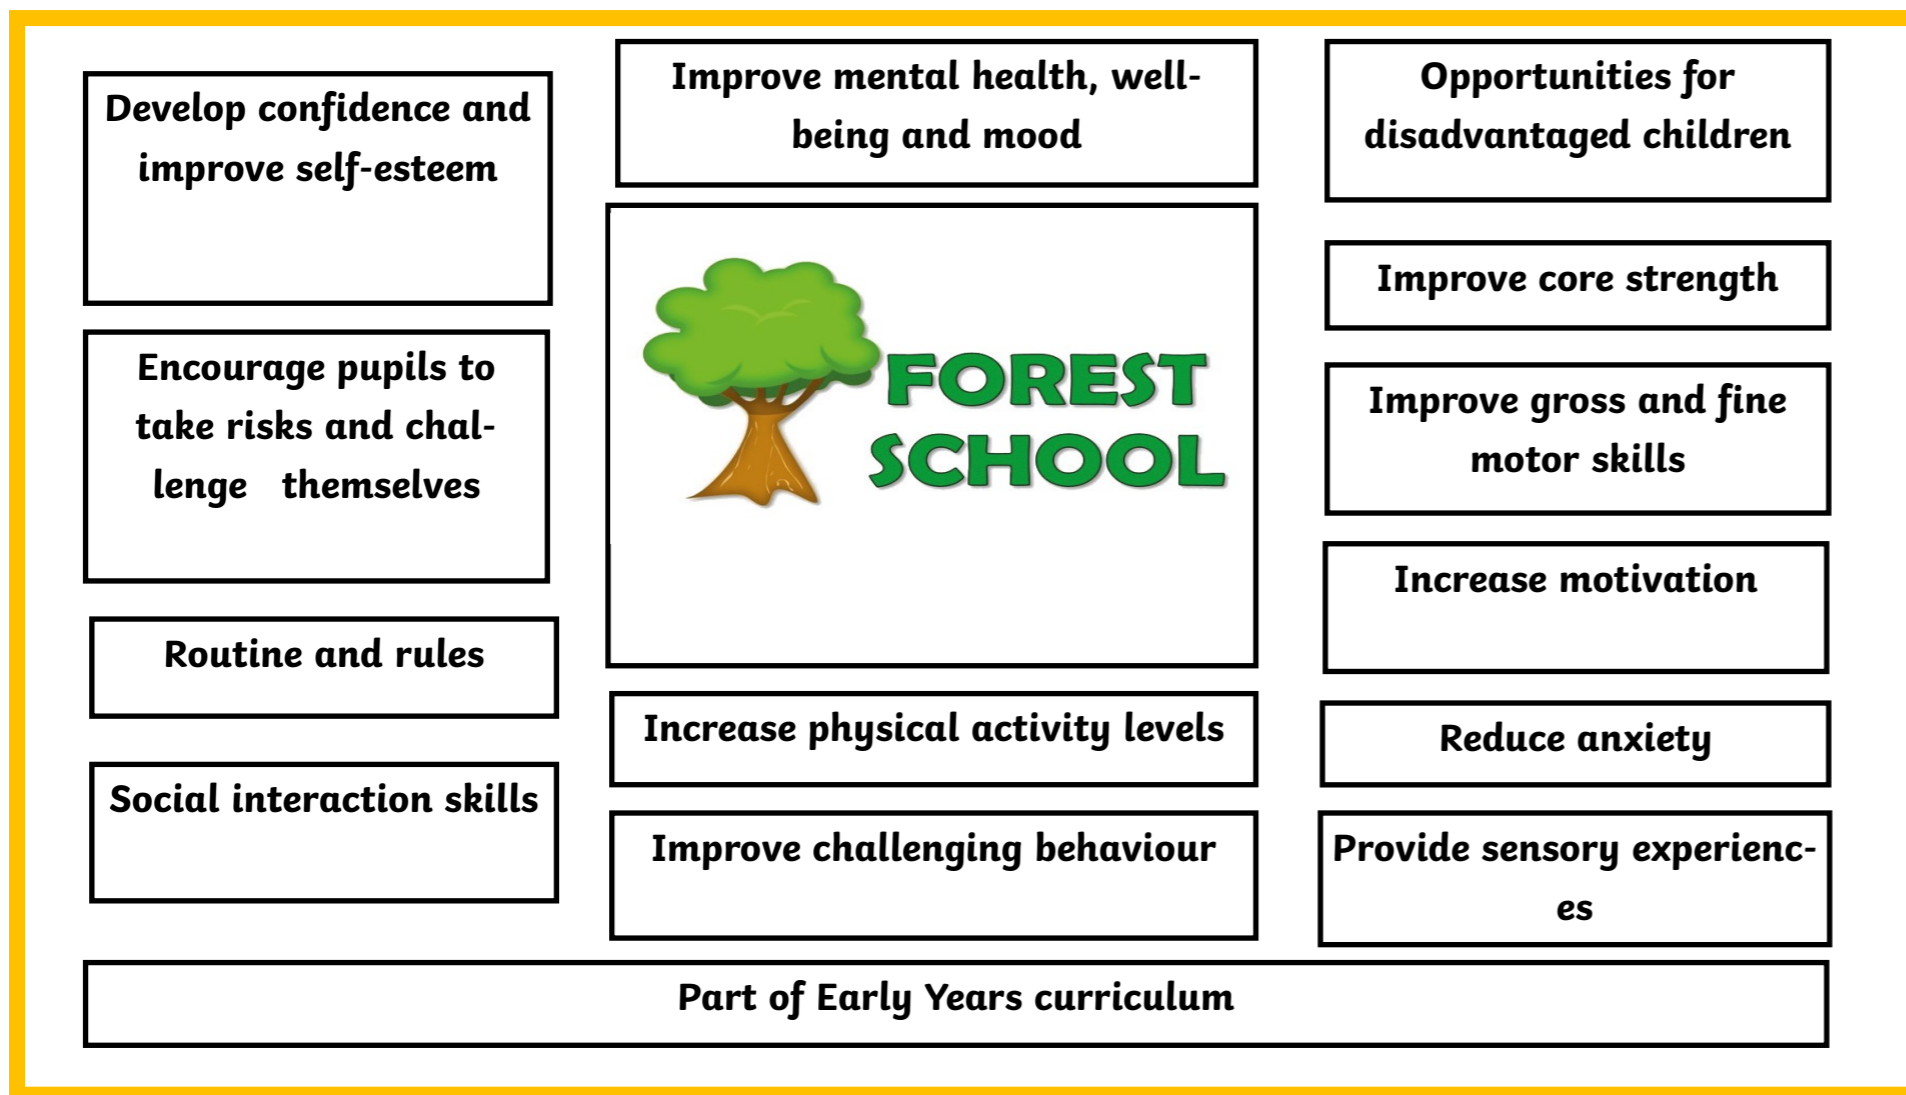 Develop confidence and
improve self-esteem
Encourage pupils to
take risks and chal-
lenge themselves
Routine and rules
Social interaction skills
Improve mental health, well-
being and mood
FOREST
SCHOOL
Increase physical activity levels
Improve challenging behaviour
Opportunities for
disadvantaged children
Improve core strength
Improve gross and fine
motor skills
Increase motivation
Reduce anxiety
Provide sensory experienc-
es
Part of Early Years curriculum